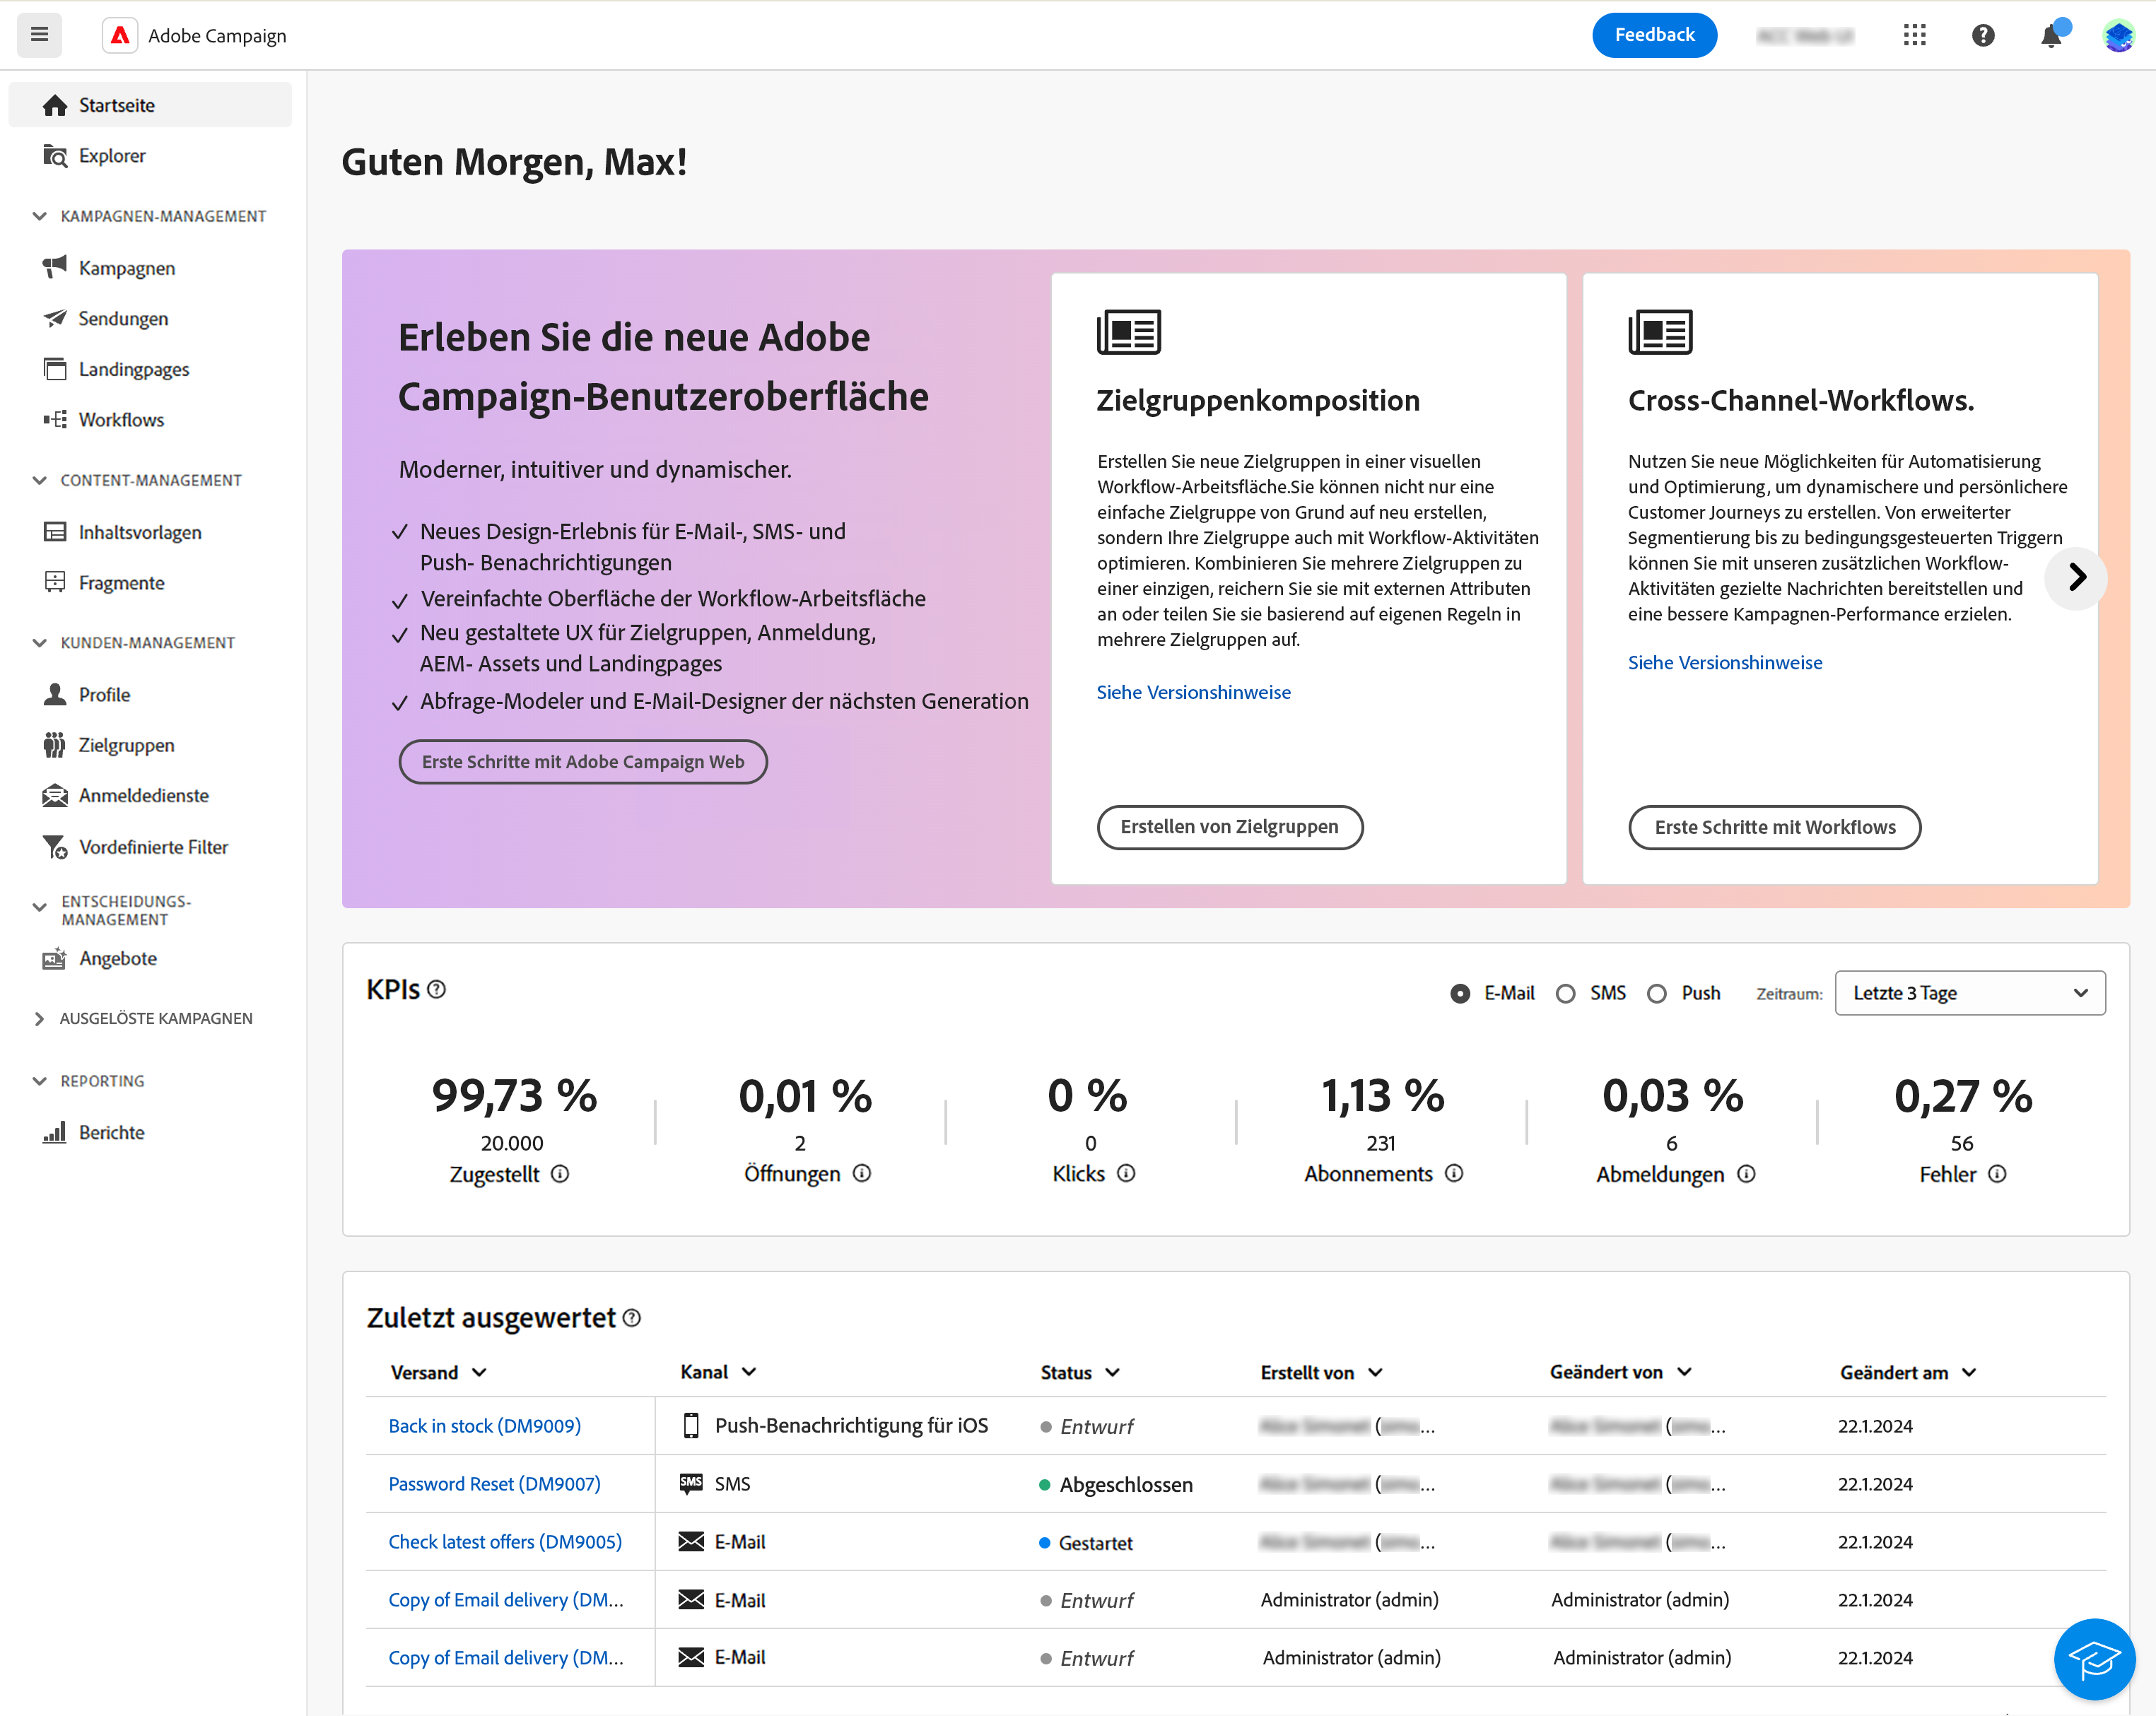 Adobe Campaign
Feedback
Startseite
Explorer
KAMPAGNEN-MANAGEMENT
Kampagnen
Sendungen
Landingpages
Workflows
CONTENT-MANAGEMENT
Inhaltsvorlagen
Fragmente
KUNDEN-MANAGEMENT
Profile
Zielgruppen
Anmeldedienste
Vordefinierte Filter
ENTSCHEIDUNGS-
MANAGEMENT
Angebote
AUSGELÖSTE KAMPAGNEN
REPORTING
Berichte
Guten Morgen, Max!
Erleben Sie die neue Adobe
Campaign-Benutzeroberfläche
Moderner, intuitiver und dynamischer.
Neues Design-Erlebnis für E-Mail-, SMS- und
Push- Benachrichtigungen
Vereinfachte Oberfläche der Workflow-Arbeitsfläche
Neu gestaltete UX für Zielgruppen, Anmeldung,
AEM- Assets und Landingpages
Abfrage-Modeler und E-Mail-Designer der nächsten Generation
Erste Schritte mit Adobe Campaign Web
Zielgruppenkomposition
Erstellen Sie neue Zielgruppen in einer visuellen
Workflow-Arbeitsfläche.Sie können nicht nur eine
einfache Zielgruppe von Grund auf neu erstellen,
sondern Ihre Zielgruppe auch mit Workflow-Aktivitäten
optimieren. Kombinieren Sie mehrere Zielgruppen zu
einer einzigen, reichern Sie sie mit externen Attributen
an oder teilen Sie sie basierend auf eigenen Regeln in
mehrere Zielgruppen auf.
Siehe Versionshinweise
Erstellen von Zielgruppen
Cross-Channel-Workflows.
Nutzen Sie neue Möglichkeiten für Automatisierung
und Optimierung, um dynamischere und persönlichere
Customer Journeys zu erstellen. Von erweiterter
Segmentierung bis zu bedingungsgesteuerten Triggern
können Sie mit unseren zusätzlichen Workflow-
Aktivitäten gezielte Nachrichten bereitstellen und
eine bessere Kampagnen-Performance erzielen.
Siehe Versionshinweise
Erste Schritte mit Workflows
KPIs
E-Mail SMS Push Zeitraum: Letzte 3 Tage
99,73 % 0,01 % 0 % 1,13 % 0,03 % 0,27 %
20.000 2 0 231 6 56
Zugestellt Öffnungen Klicks Abonnements Abmeldungen Fehler
Zuletzt ausgewertet
Versand Kanal Status Erstellt von Geändert von Geändert am
Back in stock (DM9009) Push-Benachrichtigung für iOS Entwurf 22.1.2024
Password Reset (DM9007) SMS SMS Abgeschlossen 22.1.2024
Check latest offers (DM9005) E-Mail Gestartet 22.1.2024
Copy of Email delivery (DM... E-Mail Entwurf Administrator (admin) Administrator (admin) 22.1.2024
Copy of Email delivery (DM... E-Mail Entwurf Administrator (admin) Administrator (admin) 22.1.2024